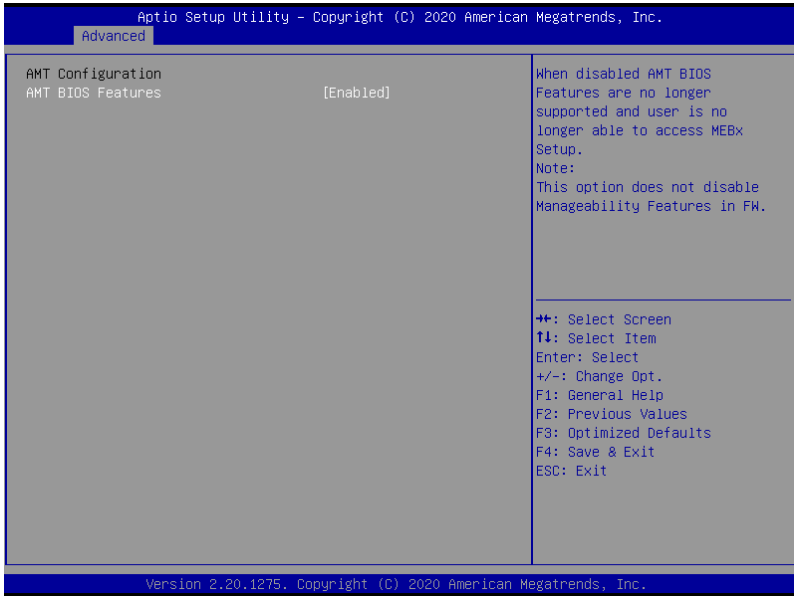 Aptio Setup Utility – Copyright (C) 2020 American Megatrends, Inc.
Advanced
AMT Configuration
AMT BIOS Features [Enabled]
When disabled AMT BIOS
Features are no longer
supported and user is no
longer able to access MEBx
Setup.
Note:
This option does not disable
Manageability Features in FW.
→←: Select Screen
↑↓: Select Item
Enter: Select
+/-: Change Opt.
F1: General Help
F2: Previous Values
F3: Optimized Defaults
F4: Save & Exit
ESC: Exit
Version 2.20.1275. Copyright (C) 2020 American Megatrends, Inc.